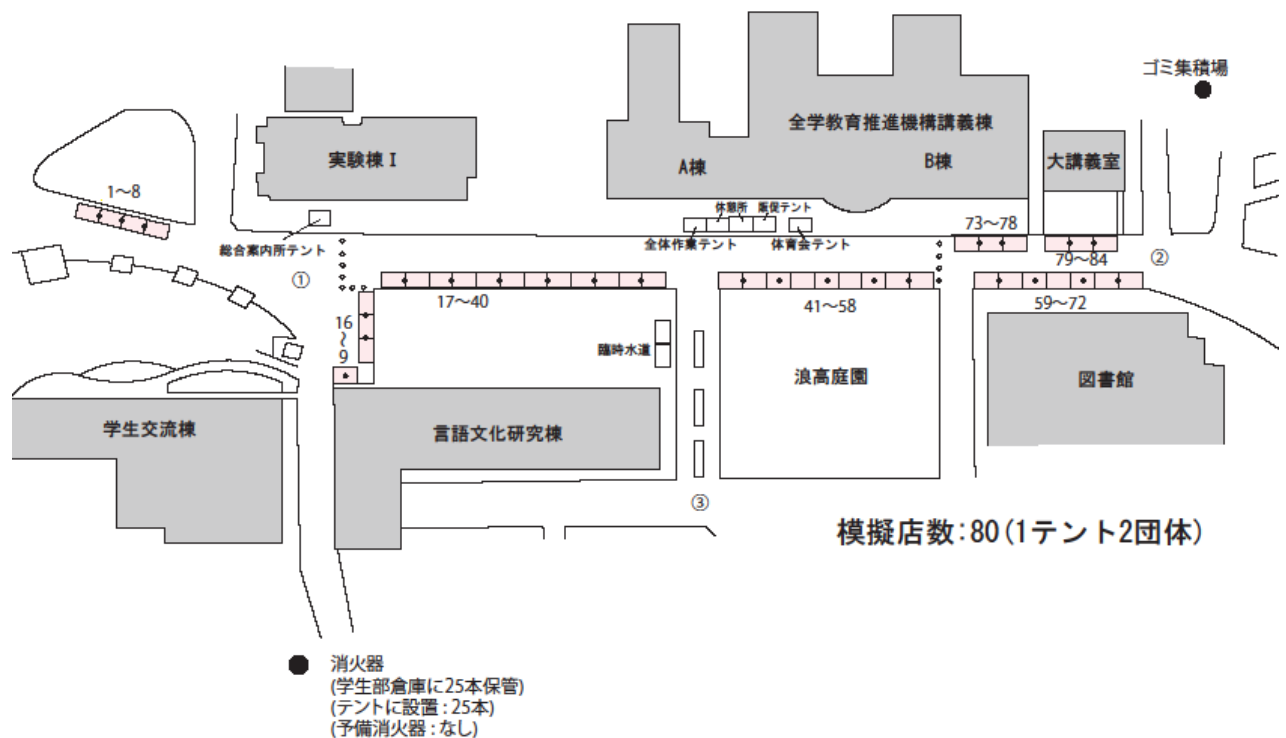 ゴミ集積場
全学教育推進機構講義棟
実験棟Ⅰ
A棟
B棟
大講義室
1～8
休憩所
販保テント
73～78
総合案内所テント
全体作業テント
体育会テント
79～84
①
②
17～40
41～58
59～72
16
～
9
臨時水道
浪高庭園
図書館
学生交流棟
言語文化研究棟
③
模擬店数:80(1テント2団体)
消火器
(学生部倉庫に25本保管)
(テントに設置:25本)
(予備消火器:なし)